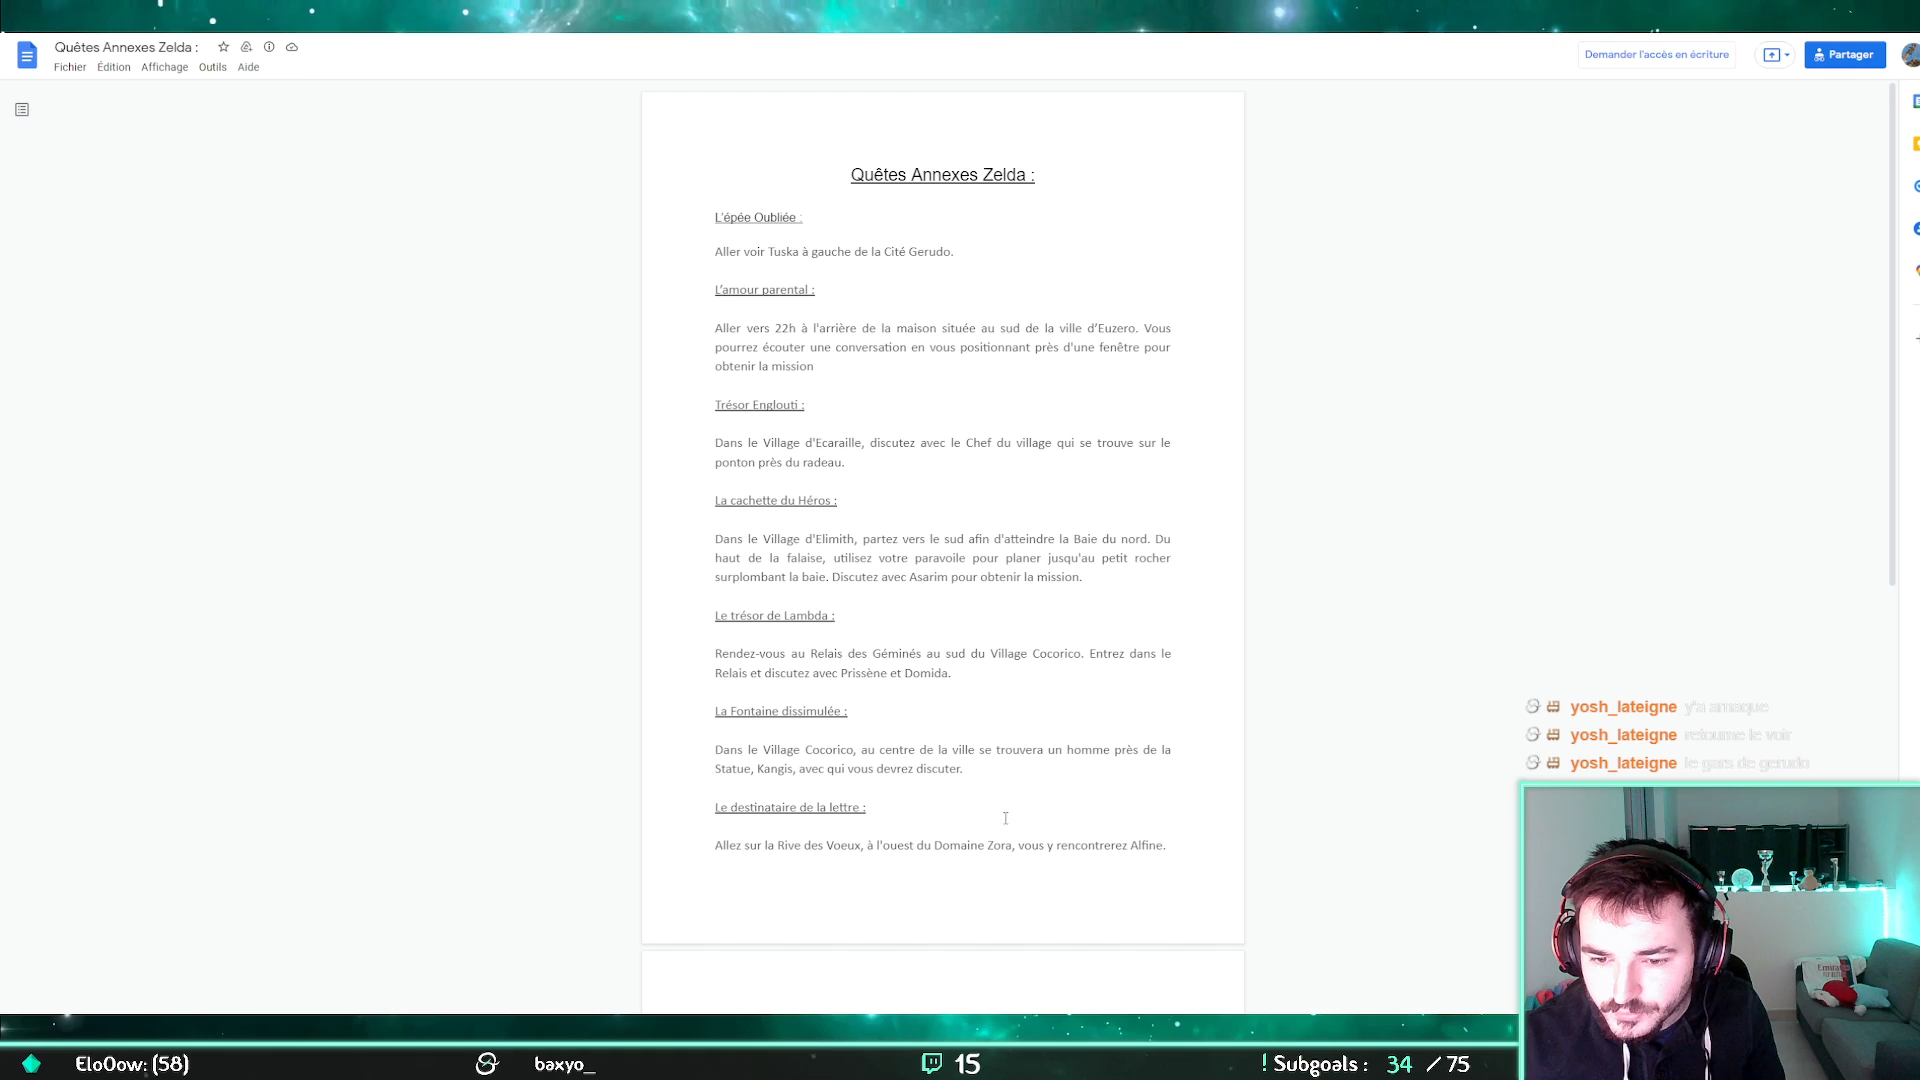 Quêtes Annexes Zelda :
Fichier Édition Affichage Outils Aide
Demander l'accès en écriture
Partager
Quêtes Annexes Zelda :
L'épée Oubliée :
Aller voir Tuska à gauche de la Cité Gerudo.
L'amour parental :
Aller vers 22h à l'arrière de la maison située au sud de la ville d'Euzero. Vous
pourrez écouter une conversation en vous positionnant près d'une fenêtre pour
obtenir la mission
Trésor Englouti :
Dans le Village d'Ecaraille, discutez avec le Chef du village qui se trouve sur le
ponton près du radeau.
La cachette du Héros :
Dans le Village d'Elimith, partez vers le sud afin d'atteindre la Baie du nord. Du
haut de la falaise, utilisez votre paravoile pour planer jusqu'au petit rocher
surplombant la baie. Discutez avec Asarim pour obtenir la mission.
Le trésor de Lambda :
Rendez-vous au Relais des Géminés au sud du Village Cocorico. Entrez dans le
Relais et discutez avec Prissène et Domida.
La Fontaine dissimulée :
Dans le Village Cocorico, au centre de la ville se trouvera un homme près de la
Statue, Kangis, avec qui vous devrez discuter.
Le destinataire de la lettre :
Allez sur la Rive des Voeux, à l'ouest du Domaine Zora, vous y rencontrerez Alfine.
yosh_lateigne y'a arnaque
yosh_lateigne retourne le voir
yosh_lateigne le gars de gerudo
Elo0ow: (58)
baxyo_
15
! Subgoals : 34 / 75